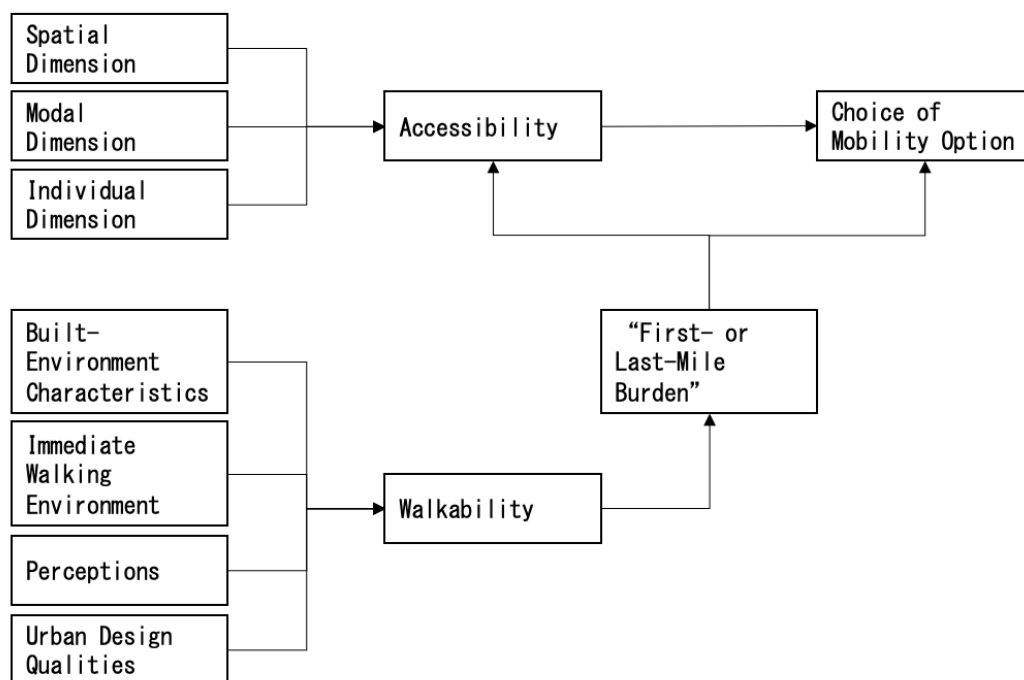 Spatial
Dimension
Modal
Dimension
Individual
Dimension
Accessibility
Choice of
Mobility Option
Built-
Environment
Characteristics
Immediate
Walking
Environment
Perceptions
Urban Design
Qualities
Walkability
“First- or
Last-Mile
Burden”